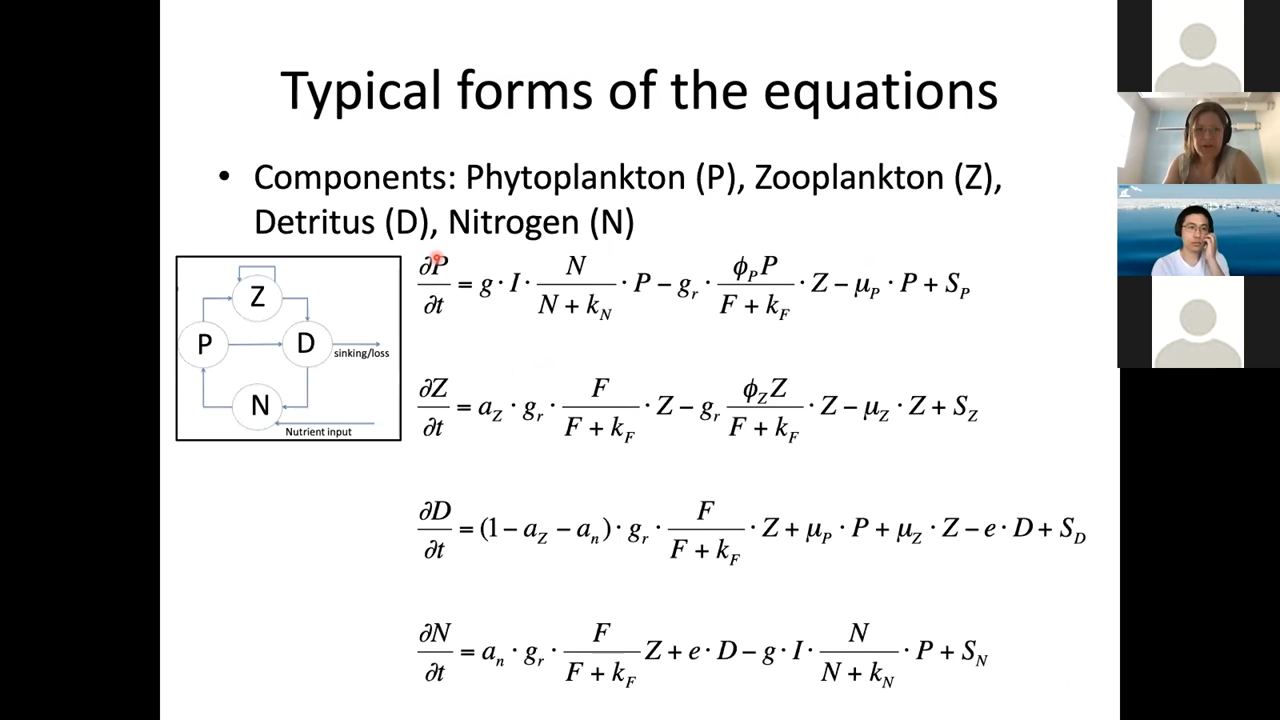 Typical forms of the equations
• Components: Phytoplankton (P), Zooplankton (Z),
Detritus (D), Nitrogen (N)
Z
P
D
sinking/loss
N
Nutrient input
∂P/∂t = g · I · N/(N + k_N) · P − g_r · ϕ_P P/(F + k_F) · Z − μ_P · P + S_P
∂Z/∂t = a_Z · g_r · F/(F + k_F) · Z − g_r ϕ_Z Z/(F + k_F) · Z − μ_Z · Z + S_Z
∂D/∂t = (1 − a_Z − a_n) · g_r · F/(F + k_F) · Z + μ_P · P + μ_Z · Z − e · D + S_D
∂N/∂t = a_n · g_r · F/(F + k_F) Z + e · D − g · I · N/(N + k_N) · P + S_N